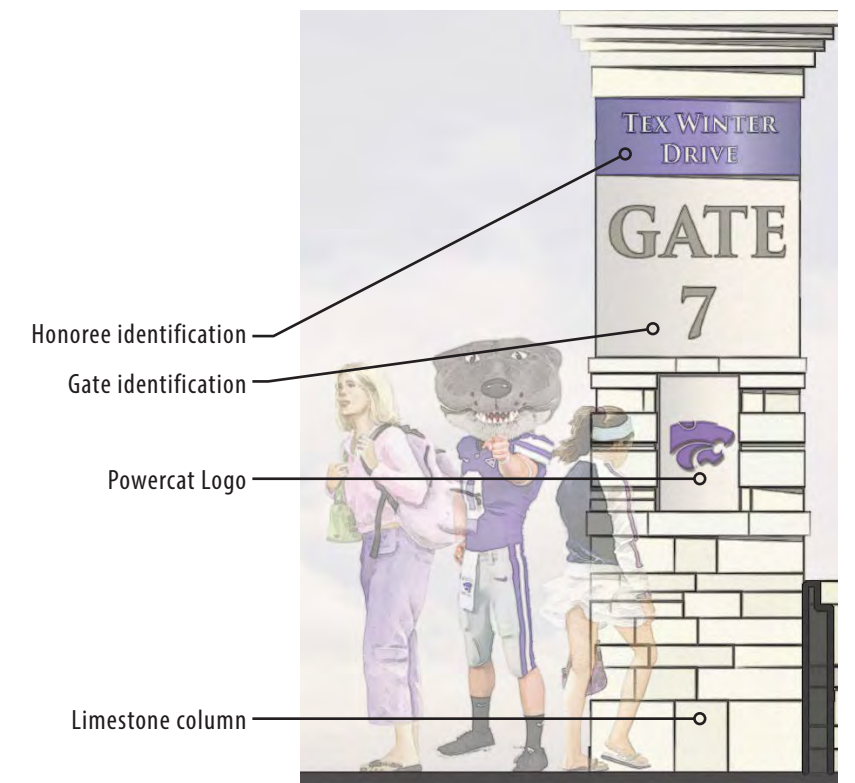 TEX WINTER
DRIVE
GATE
7
Honoree identification
Gate identification
Powercat Logo
Limestone column